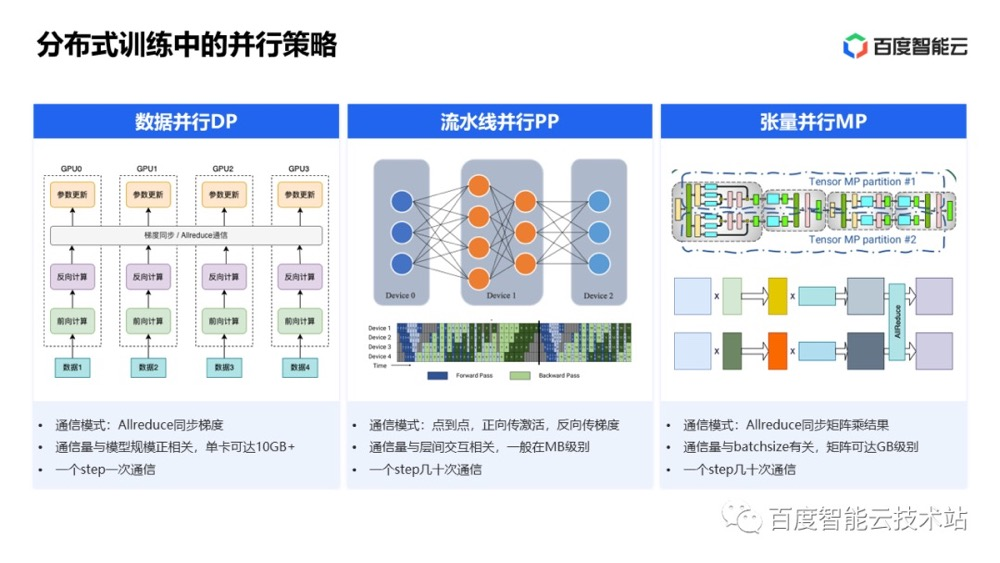 分布式训练中的并行策略
百度智能云
数据并行DP
GPU0 GPU1 GPU2 GPU3
参数更新 参数更新 参数更新 参数更新
梯度同步 / Allreduce通信
反向计算 反向计算 反向计算 反向计算
前向计算 前向计算 前向计算 前向计算
数据1 数据2 数据3 数据4
• 通信模式：Allreduce同步梯度
• 通信量与模型规模正相关，单卡可达10GB+
• 一个step一次通信
流水线并行PP
Device 0 Device 1 Device 2
Device 1
Device 2
Device 3
Device 4
Time
Forward Pass Backward Pass
• 通信模式：点到点，正向传激活，反向传梯度
• 通信量与层间交互相关，一般在MB级别
• 一个step几十次通信
张量并行MP
Tensor MP partition #1
Tensor MP partition #2
x x
AllReduce
x x
• 通信模式：Allreduce同步矩阵乘结果
• 通信量与batchsize有关，矩阵可达GB级别
• 一个step几十次通信
百度智能云技术站